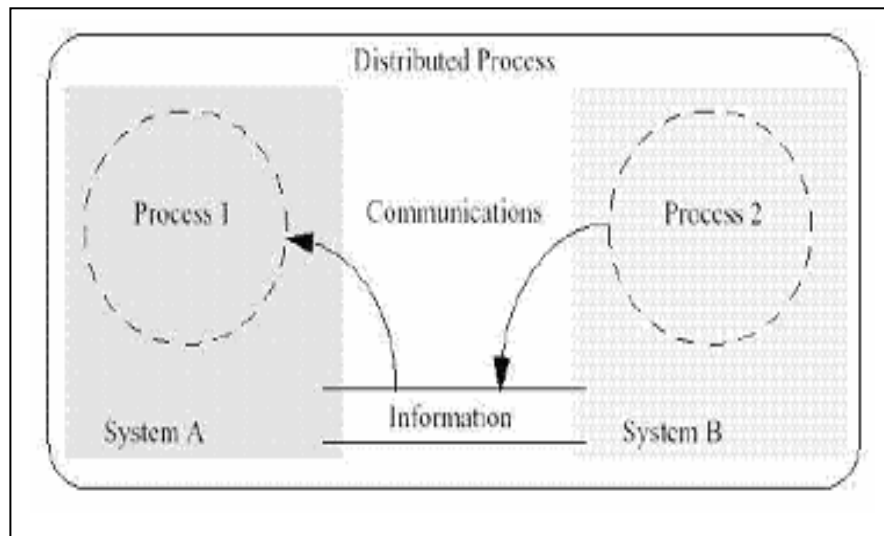 Distributed Process
Process 1
Communications
Process 2
Information
System A
System B